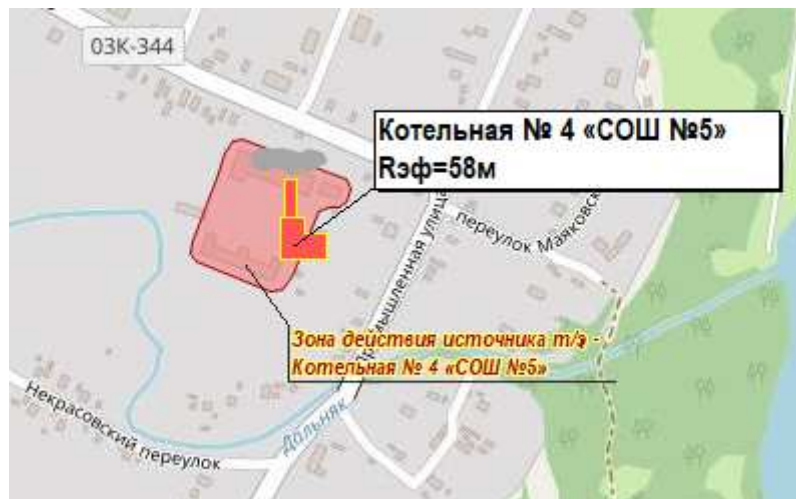 03К-344
Котельная № 4 «СОШ №5»
Rэф=58м
переулок Маяковс
Промышленная улица
Зона действия источника т/э -
Котельная № 4 «СОШ №5»
Некрасовский переулок
Дольняк